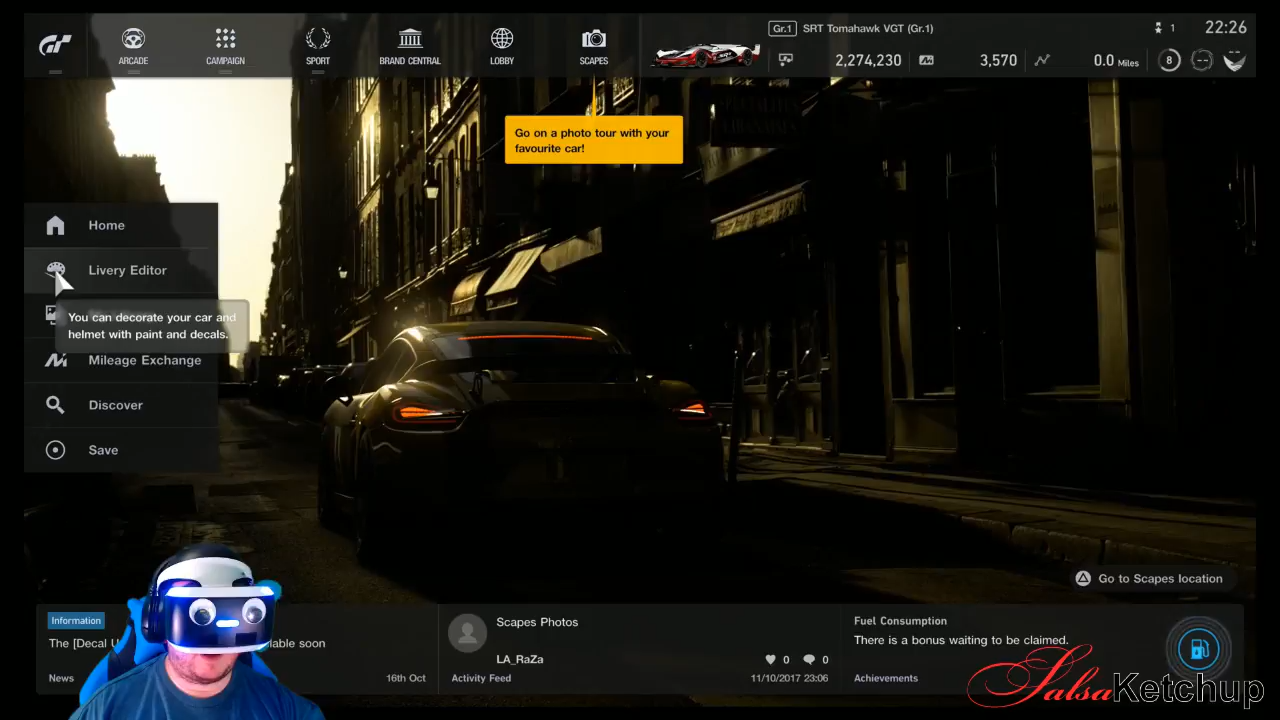 GT
ARCADE
CAMPAIGN
SPORT
BRAND CENTRAL
LOBBY
SCAPES
Gr.1 SRT Tomahawk VGT (Gr.1)
1 22:26
2,274,230 3,570 0.0 Miles 8 --
Go on a photo tour with your
favourite car!
Home
Livery Editor
You can decorate your car and
helmet with paint and decals.
Mileage Exchange
Discover
Save
Go to Scapes location
Information
The [Decal U lable soon
News 16th Oct
Scapes Photos
LA_RaZa 0 0
Activity Feed 11/10/2017 23:06
Fuel Consumption
There is a bonus waiting to be claimed.
Achievements
SalsaKetchup